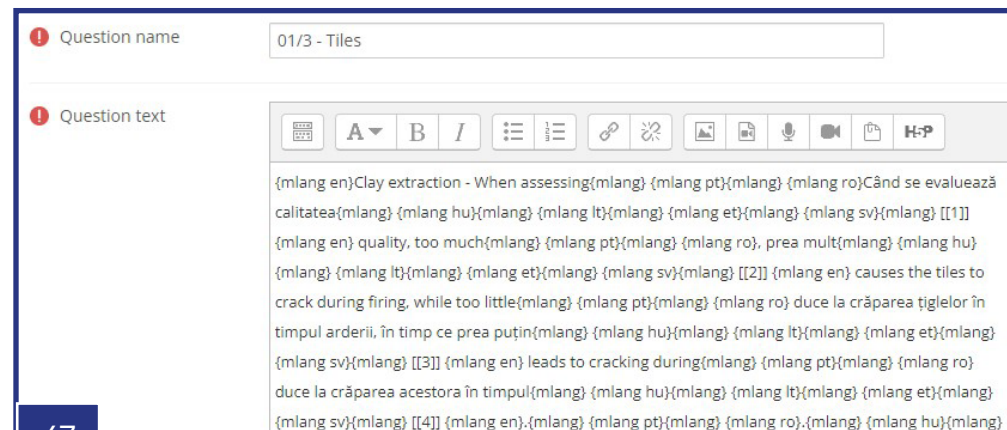 Question name
01/3 - Tiles
Question text
A B I H-P
{mlang en}Clay extraction - When assessing{mlang} {mlang pt}{mlang} {mlang ro}Când se evaluează
calitatea{mlang} {mlang hu}{mlang} {mlang lt}{mlang} {mlang et}{mlang} {mlang sv}{mlang} [[1]]
{mlang en} quality, too much{mlang} {mlang pt}{mlang} {mlang ro}, prea mult{mlang} {mlang hu}
{mlang} {mlang lt}{mlang} {mlang et}{mlang} {mlang sv}{mlang} [[2]] {mlang en} causes the tiles to
crack during firing, while too little{mlang} {mlang pt}{mlang} {mlang ro} duce la crăparea țiglelor în
timpul arderii, în timp ce prea puțin{mlang} {mlang hu}{mlang} {mlang lt}{mlang} {mlang et}{mlang}
{mlang sv}{mlang} [[3]] {mlang en} leads to cracking during{mlang} {mlang pt}{mlang} {mlang ro}
duce la crăparea acestora în timpul{mlang} {mlang hu}{mlang} {mlang lt}{mlang} {mlang et}{mlang}
{mlang sv}{mlang} [[4]] {mlang en}.{mlang} {mlang pt}{mlang} {mlang ro}.{mlang} {mlang hu}{mlang}